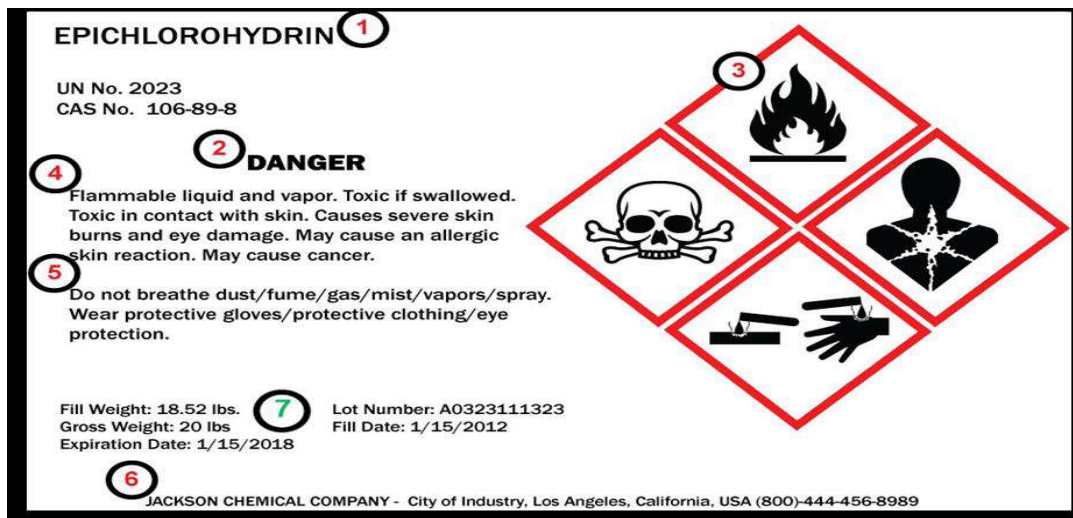 EPICHLOROHYDRIN 1
UN No. 2023
CAS No. 106-89-8
2 DANGER
3
4
Flammable liquid and vapor. Toxic if swallowed.
Toxic in contact with skin. Causes severe skin
burns and eye damage. May cause an allergic
skin reaction. May cause cancer.
5
Do not breathe dust/fume/gas/mist/vapors/spray.
Wear protective gloves/protective clothing/eye
protection.
Fill Weight: 18.52 lbs. 7 Lot Number: A0323111323
Gross Weight: 20 lbs Fill Date: 1/15/2012
Expiration Date: 1/15/2018
6
JACKSON CHEMICAL COMPANY - City of Industry, Los Angeles, California, USA (800)-444-456-8989